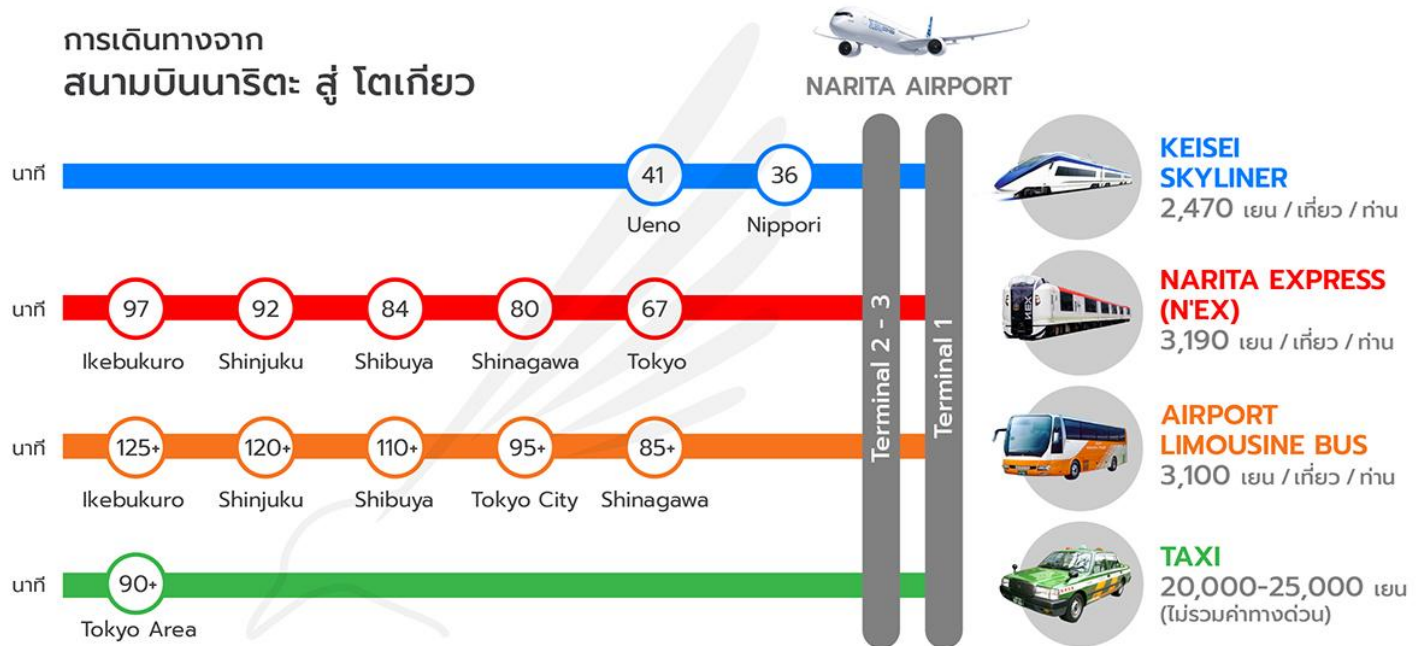 การเดินทางจาก
สนามบินนาริตะ สู่ โตเกียว
NARITA AIRPORT
นาที
41
36
Ueno
Nippori
KEISEI
SKYLINER
2,470 เยน / เที่ยว / ท่าน
นาที
97
92
84
80
67
Ikebukuro
Shinjuku
Shibuya
Shinagawa
Tokyo
NARITA EXPRESS
(N'EX)
3,190 เยน / เที่ยว / ท่าน
Terminal 2 - 3
Terminal 1
นาที
125+
120+
110+
95+
85+
Ikebukuro
Shinjuku
Shibuya
Tokyo City
Shinagawa
AIRPORT
LIMOUSINE BUS
3,100 เยน / เที่ยว / ท่าน
นาที
90+
Tokyo Area
TAXI
20,000-25,000 เยน
(ไม่รวมค่าทางด่วน)